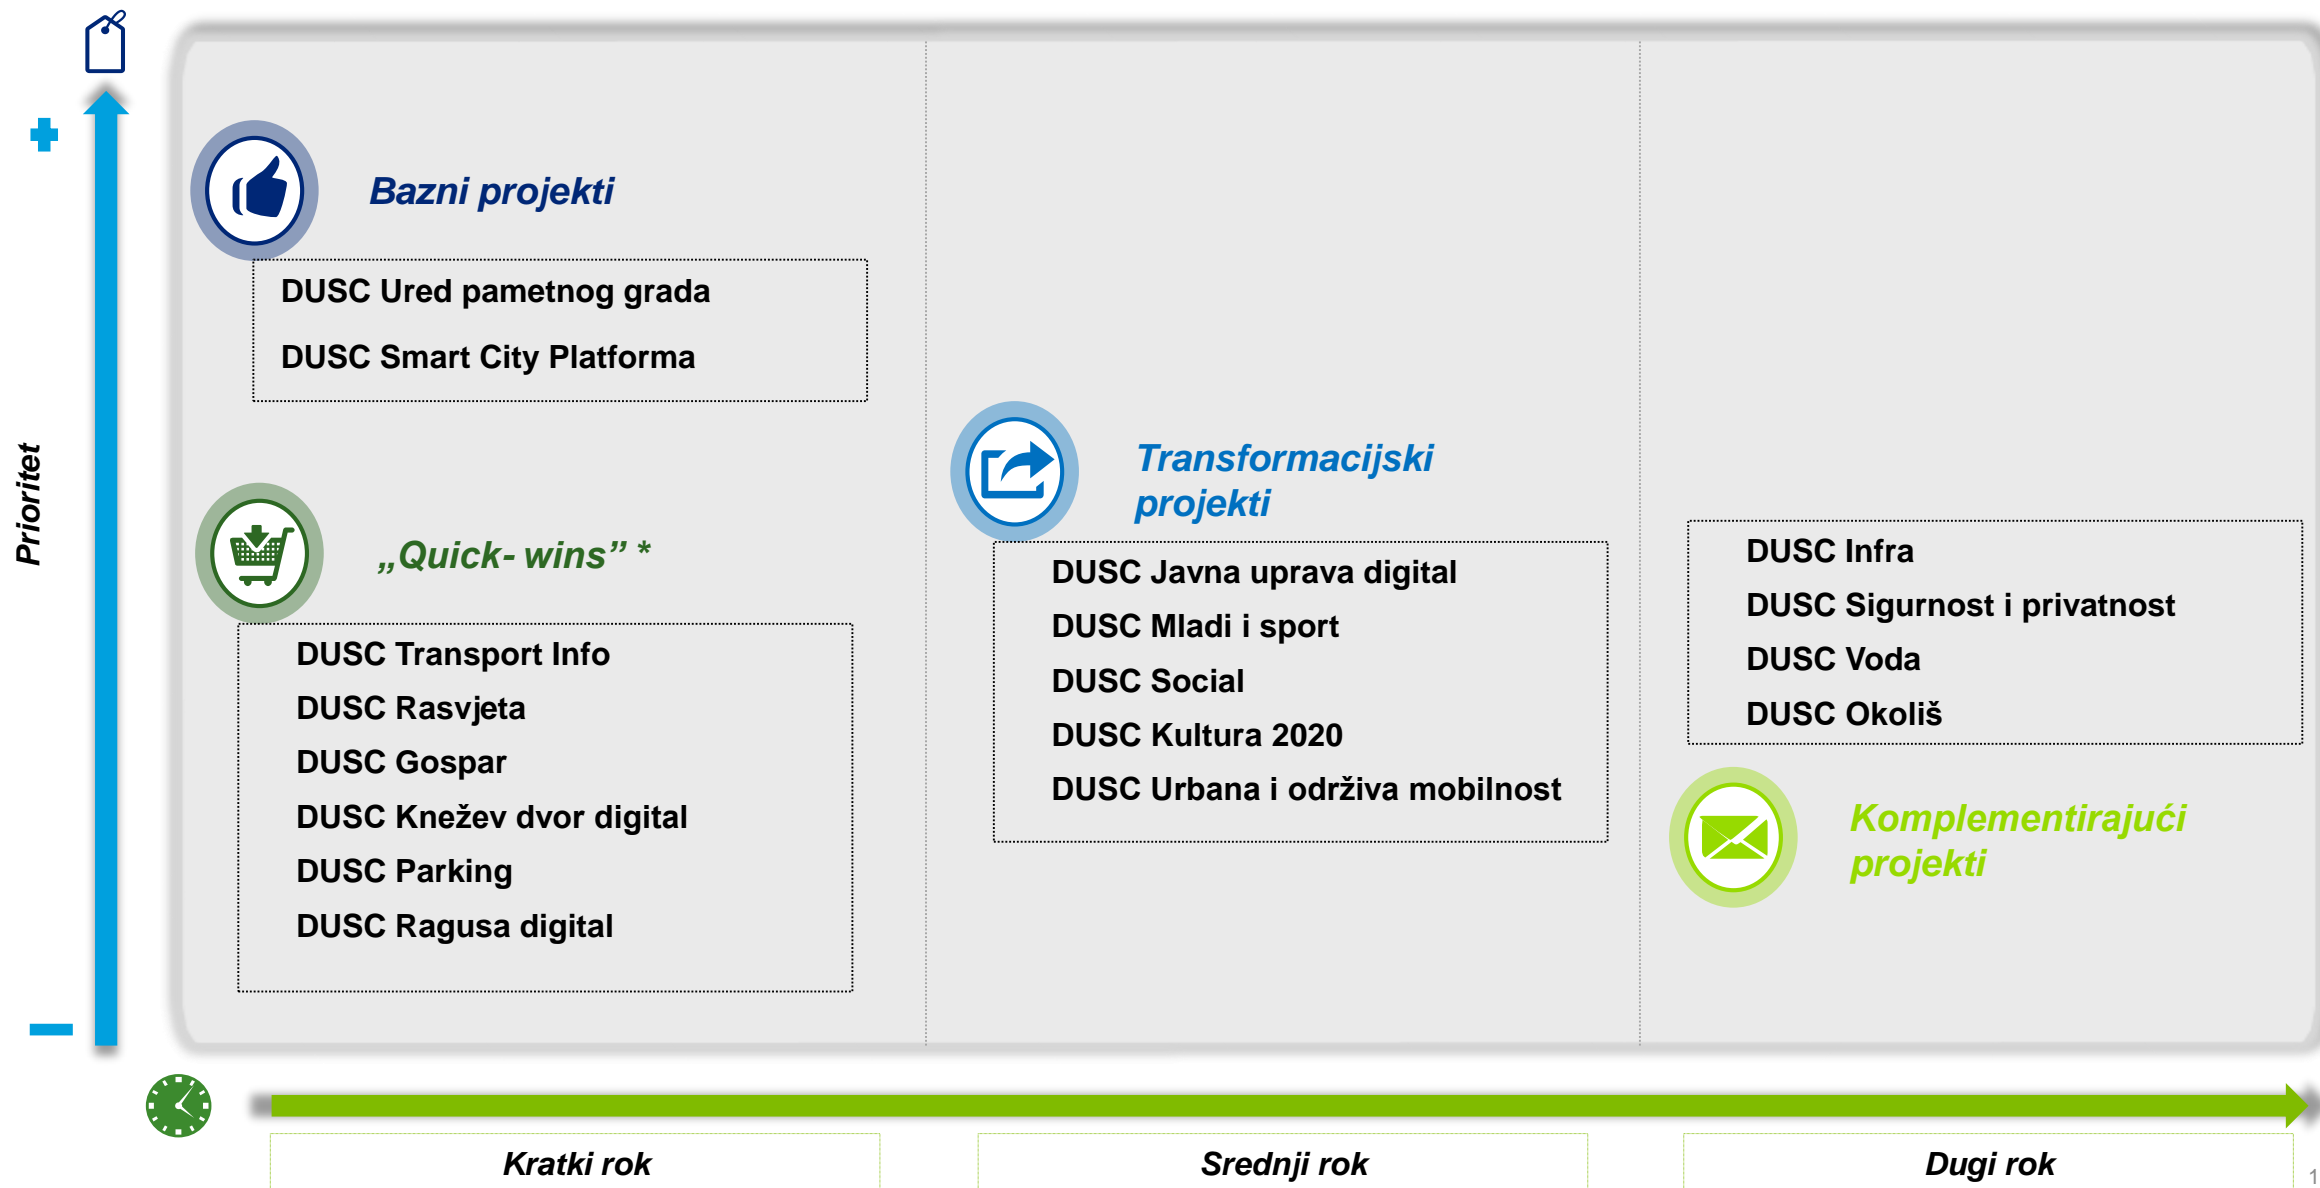 Prioritet
Bazni projekti
DUSC Ured pametnog grada
DUSC Smart City Platforma
„Quick- wins” *
DUSC Transport Info
DUSC Rasvjeta
DUSC Gospar
DUSC Knežev dvor digital
DUSC Parking
DUSC Ragusa digital
Transformacijski
projekti
DUSC Javna uprava digital
DUSC Mladi i sport
DUSC Social
DUSC Kultura 2020
DUSC Urbana i održiva mobilnost
DUSC Infra
DUSC Sigurnost i privatnost
DUSC Voda
DUSC Okoliš
Komplementirajući
projekti
Kratki rok
Srednji rok
Dugi rok
1